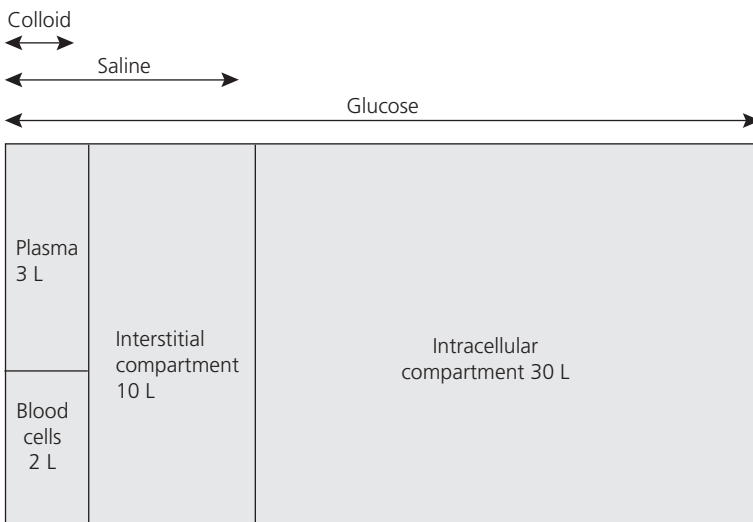 Colloid
Saline
Glucose
Plasma
3 L
Blood
cells
2 L
Interstitial
compartment
10 L
Intracellular
compartment 30 L